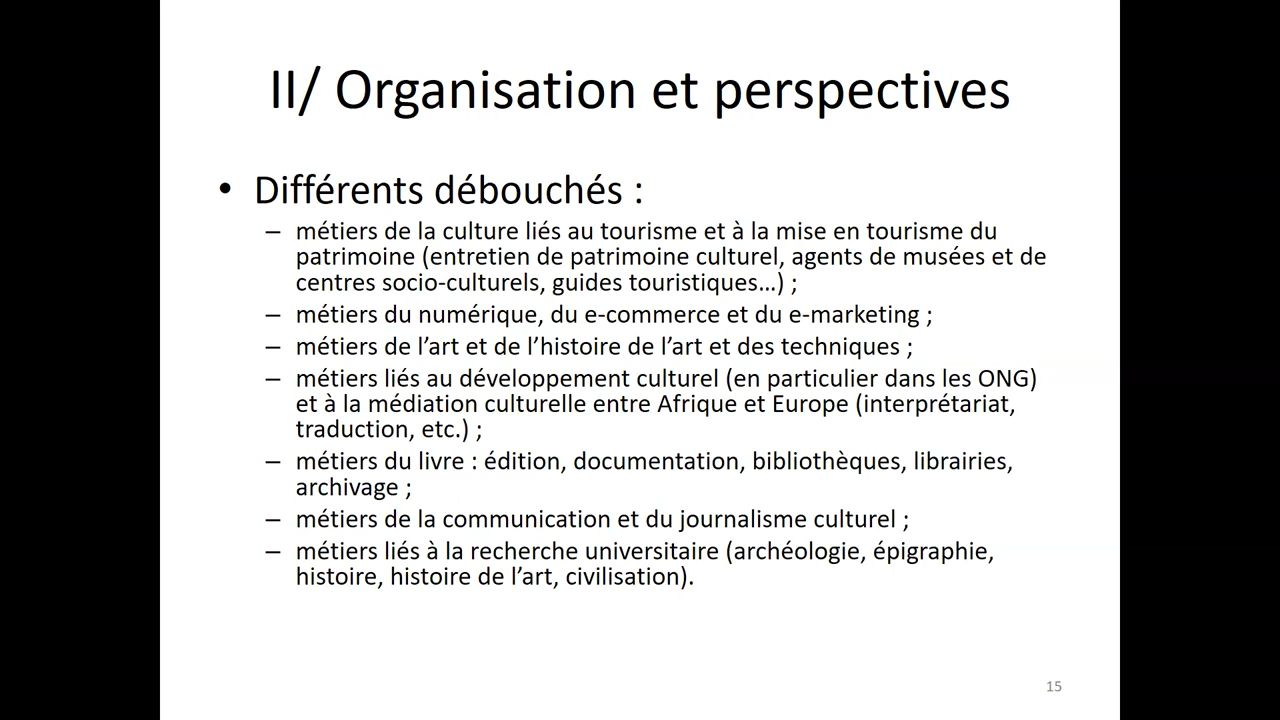 II/ Organisation et perspectives
• Différents débouchés :
– métiers de la culture liés au tourisme et à la mise en tourisme du
patrimoine (entretien de patrimoine culturel, agents de musées et de
centres socio-culturels, guides touristiques…) ;
– métiers du numérique, du e-commerce et du e-marketing ;
– métiers de l’art et de l’histoire de l’art et des techniques ;
– métiers liés au développement culturel (en particulier dans les ONG)
et à la médiation culturelle entre Afrique et Europe (interprétariat,
traduction, etc.) ;
– métiers du livre : édition, documentation, bibliothèques, librairies,
archivage ;
– métiers de la communication et du journalisme culturel ;
– métiers liés à la recherche universitaire (archéologie, épigraphie,
histoire, histoire de l’art, civilisation).
15